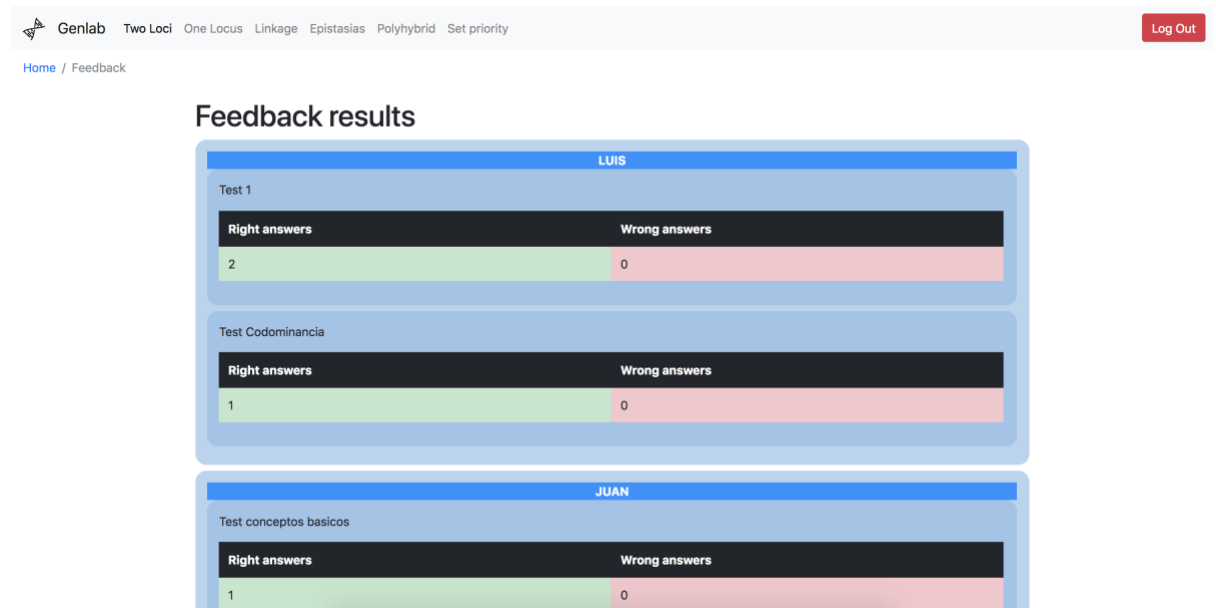 Genlab Two Loci One Locus Linkage Epistasias Polyhybrid Set priority Log Out
Home / Feedback
Feedback results
LUIS
Test 1
Right answers Wrong answers
2 0
Test Codominancia
Right answers Wrong answers
1 0
JUAN
Test conceptos basicos
Right answers Wrong answers
1 0